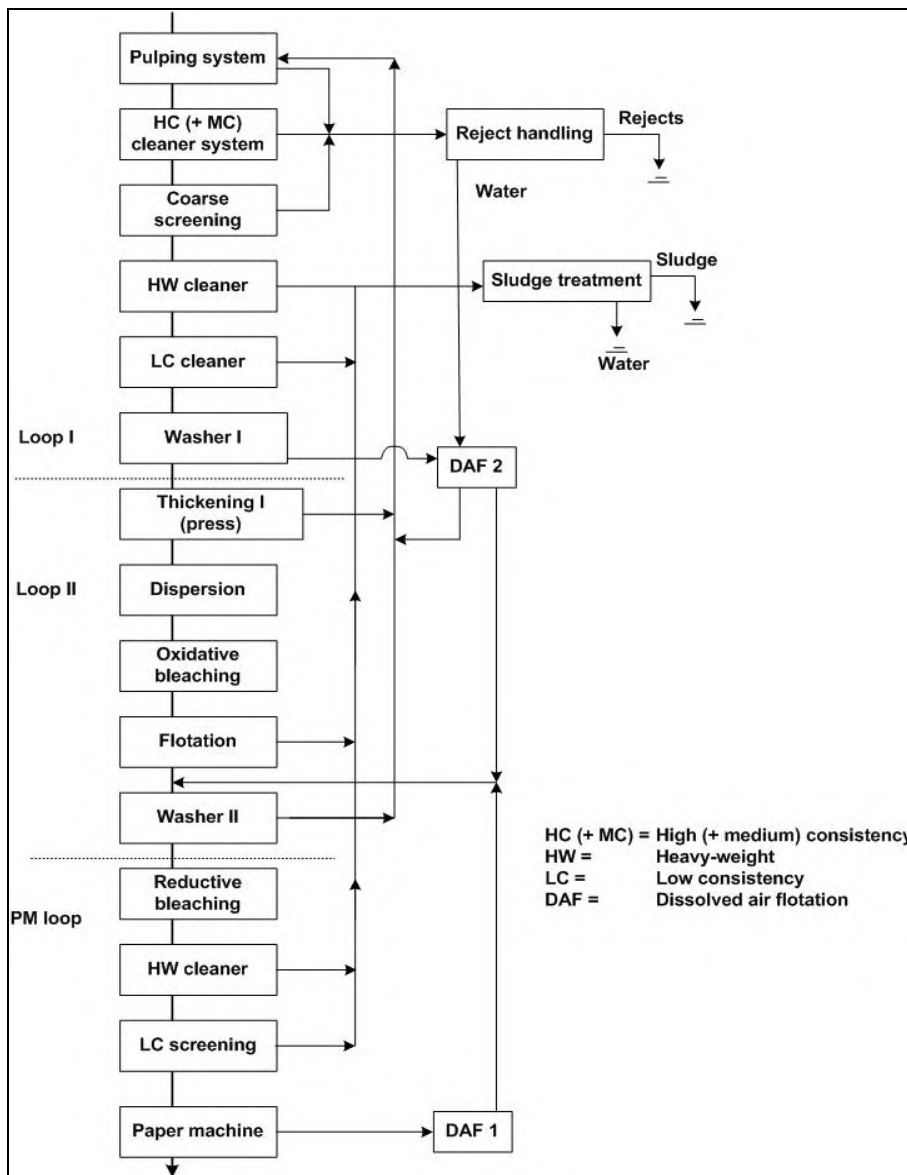 Pulping system
HC (+ MC)
cleaner system
Reject handling
Rejects
Coarse
screening
Water
HW cleaner
Sludge treatment
Sludge
Water
LC cleaner
Loop I
Washer I
DAF 2
Thickening I
(press)
Loop II
Dispersion
Oxidative
bleaching
Flotation
Washer II
HC (+ MC) = High (+ medium) consistency
HW = Heavy-weight
LC = Low consistency
DAF = Dissolved air flotation
Reductive
bleaching
PM loop
HW cleaner
LC screening
Paper machine
DAF 1